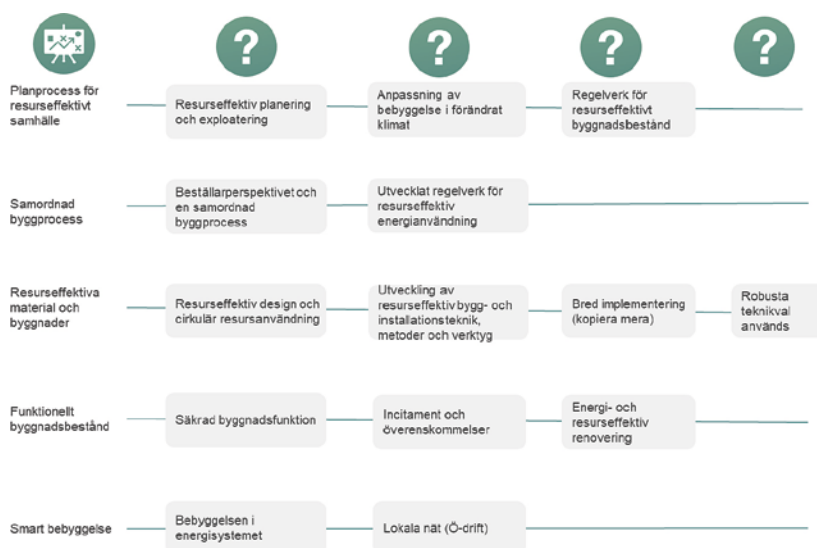 ?
?
?
?
Planprocess för
resurseffektivt
samhälle
Resurseffektiv planering
och exploatering
Anpassning av
bebyggelse i förändrat
klimat
Regelverk för
resurseffektivt
byggnadsbestånd
Samordnad
byggprocess
Beställarperspektivet och
en samordnad
byggprocess
Utvecklat regelverk för
resurseffektiv
energianvändning
Resurseffektiva
material och
byggnader
Resurseffektiv design och
cirkulär resursanvändning
Utveckling av
resurseffektiv bygg- och
installationsteknik,
metoder och verktyg
Bred implementering
(kopiera mera)
Robusta
teknikval
används
Funktionellt
byggnadsbestånd
Säkrad byggnadsfunktion
Incitament och
överenskommelser
Energi- och
resurseffektiv
renovering
Smart bebyggelse
Bebyggelsen i
energisystemet
Lokala nät (Ö-drift)